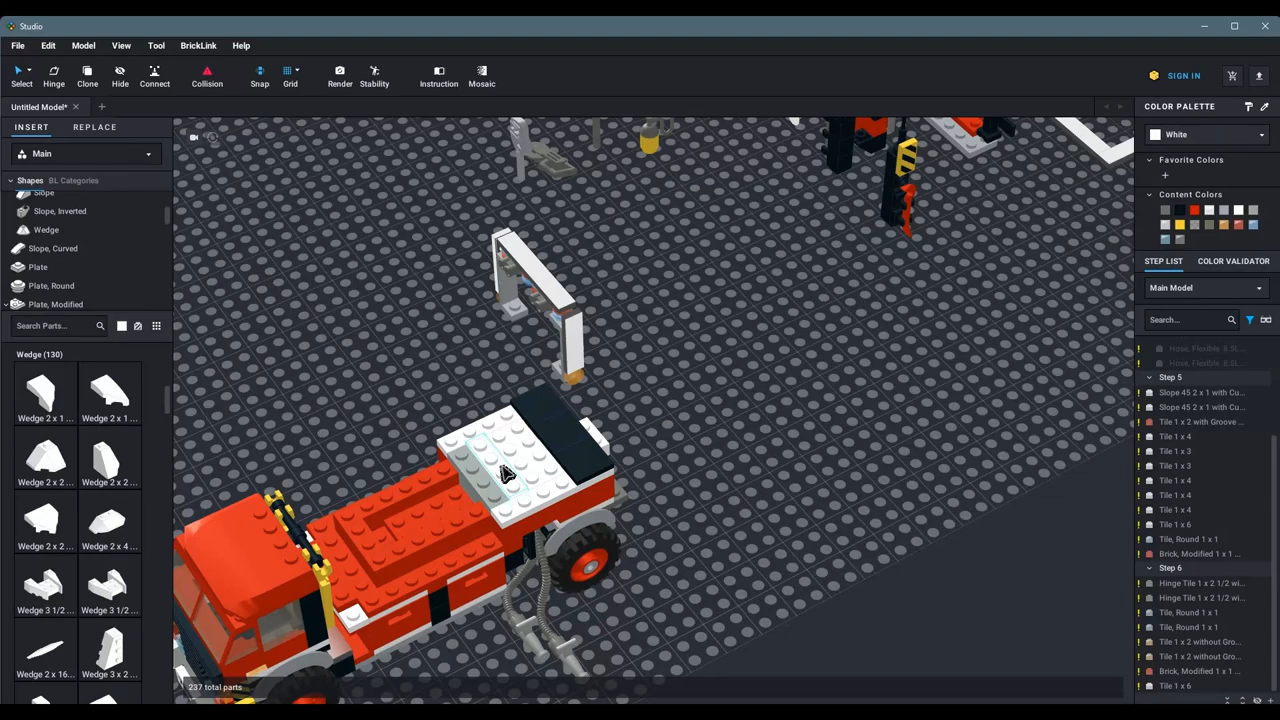 Studio
File Edit Model View Tool BrickLink Help
Select Hinge Clone Hide Connect Collision Snap Grid Render Stability Instruction Mosaic
SIGN IN
Untitled Model*
INSERT REPLACE
Main
Shapes BL Categories
Slope
Slope, Inverted
Wedge
Slope, Curved
Plate
Plate, Round
Plate, Modified
Search Parts...
Wedge (130)
Wedge 2 x 1 ... Wedge 2 x 1 ...
Wedge 2 x 2 ... Wedge 2 x 2 ...
Wedge 2 x 2 ... Wedge 2 x 4 ...
Wedge 3 1/2 ... Wedge 3 1/2 ...
Wedge 2 x 16... Wedge 3 x 2 ...
237 total parts
COLOR PALETTE
White
Favorite Colors
Content Colors
STEP LIST COLOR VALIDATOR
Main Model
Search...
Hose, Flexible 8.5L...
Hose, Flexible 8.5L...
Step 5
Slope 45 2 x 1 with Cu...
Slope 45 2 x 1 with Cu...
Tile 1 x 2 with Groove ...
Tile 1 x 4
Tile 1 x 3
Tile 1 x 3
Tile 1 x 4
Tile 1 x 4
Tile 1 x 4
Tile 1 x 6
Tile, Round 1 x 1
Brick, Modified 1 x 1 ...
Step 6
Hinge Tile 1 x 2 1/2 wi...
Hinge Tile 1 x 2 1/2 wi...
Tile, Round 1 x 1
Tile, Round 1 x 1
Tile 1 x 2 without Gro...
Tile 1 x 2 without Gro...
Brick, Modified 1 x 1 ...
Tile 1 x 6